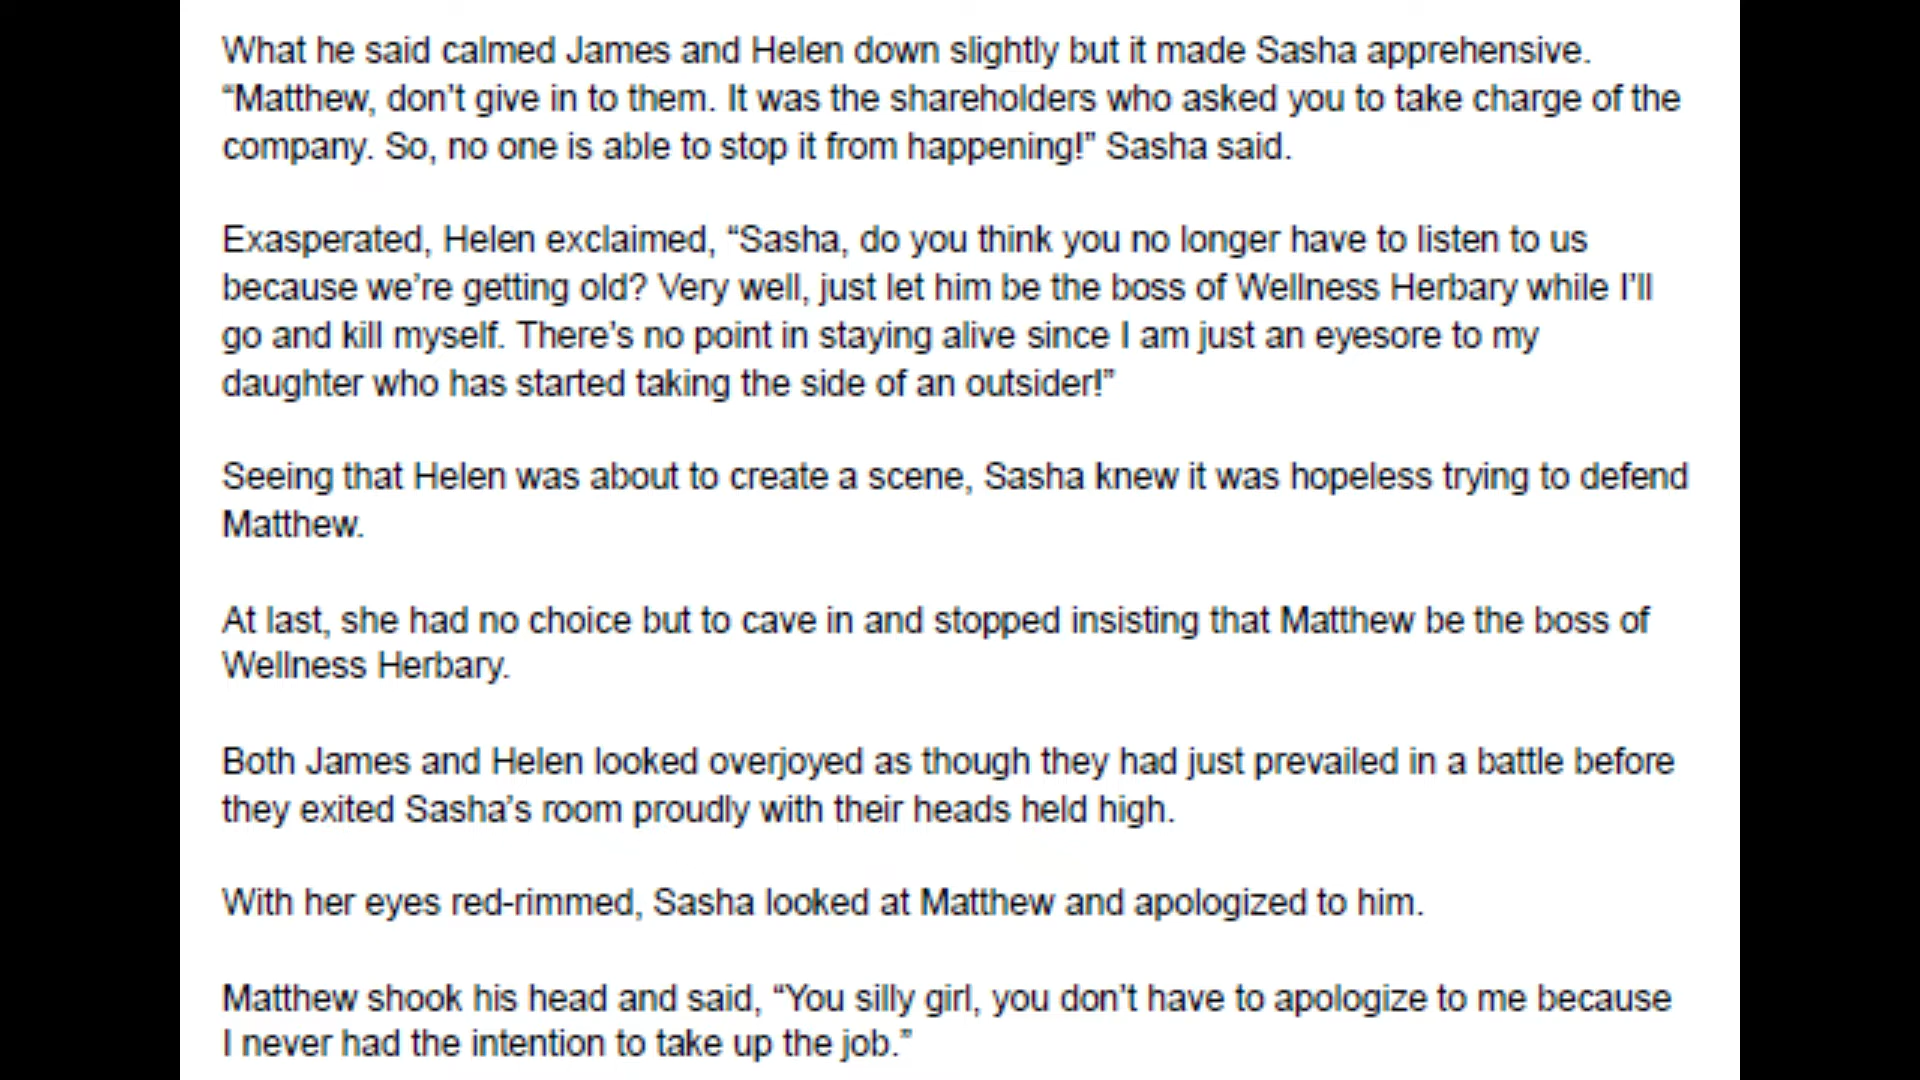 What he said calmed James and Helen down slightly but it made Sasha apprehensive.
“Matthew, don’t give in to them. It was the shareholders who asked you to take charge of the
company. So, no one is able to stop it from happening!” Sasha said.
Exasperated, Helen exclaimed, “Sasha, do you think you no longer have to listen to us
because we’re getting old? Very well, just let him be the boss of Wellness Herbary while I’ll
go and kill myself. There’s no point in staying alive since I am just an eyesore to my
daughter who has started taking the side of an outsider!”
Seeing that Helen was about to create a scene, Sasha knew it was hopeless trying to defend
Matthew.
At last, she had no choice but to cave in and stopped insisting that Matthew be the boss of
Wellness Herbary.
Both James and Helen looked overjoyed as though they had just prevailed in a battle before
they exited Sasha’s room proudly with their heads held high.
With her eyes red-rimmed, Sasha looked at Matthew and apologized to him.
Matthew shook his head and said, “You silly girl, you don’t have to apologize to me because
I never had the intention to take up the job.”